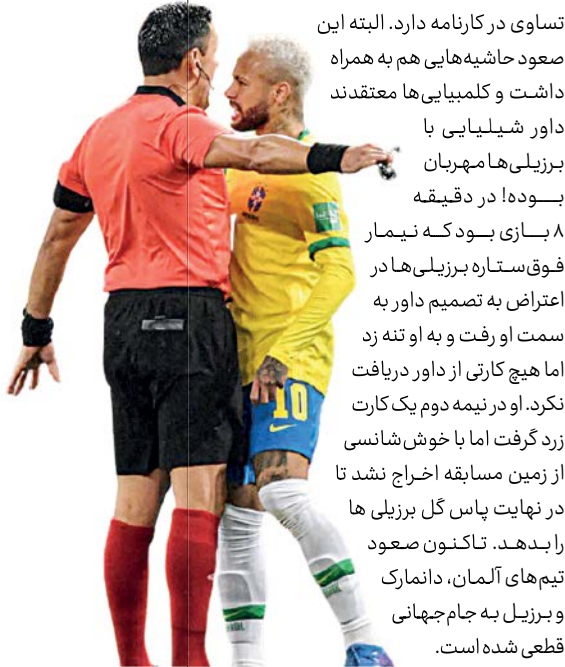 تساوی در کارنامه دارد. البته این
صعود حاشیه‌هایی هم به همراه
داشت و کلمبیایی‌ها معتقدند
داور شیلیایی با
برزیلی‌ها مهربان
بوده! در دقیقه
۸ بازی بود که نیمار
فوق‌ستاره برزیلی‌ها در
اعتراض به تصمیم داور به
سمت او رفت و به او تنه زد
اما هیچ کارتی از داور دریافت
نکرد. او در نیمه دوم یک کارت
زرد گرفت اما با خوش‌شانسی
از زمین مسابقه اخراج نشد تا
در نهایت پاس گل برزیلی ها
را بدهد. تاکنون صعود
تیم‌های آلمان، دانمارک
و برزیل به جام‌جهانی
قطعی شده است.
10